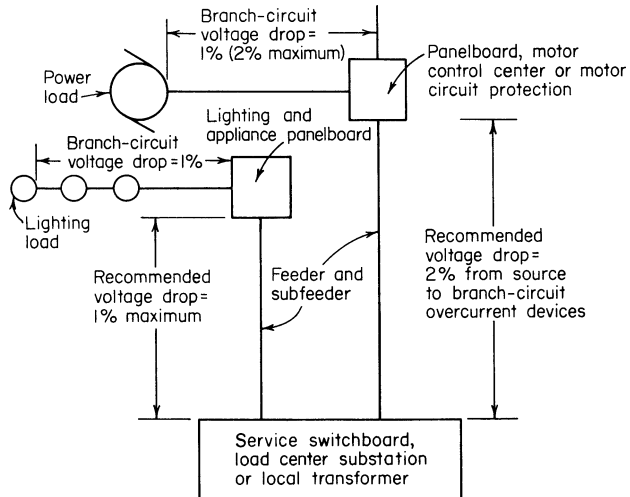 Branch-circuit
voltage drop=
1% (2% maximum)
Panelboard, motor
control center or motor
circuit protection
Power
load
Lighting and
appliance panelboard
Branch-circuit
voltage drop=1%
Lighting
load
Recommended
voltage drop=
1% maximum
Feeder and
subfeeder
Recommended
voltage drop=
2% from source
to branch-circuit
overcurrent devices
Service switchboard,
load center substation
or local transformer